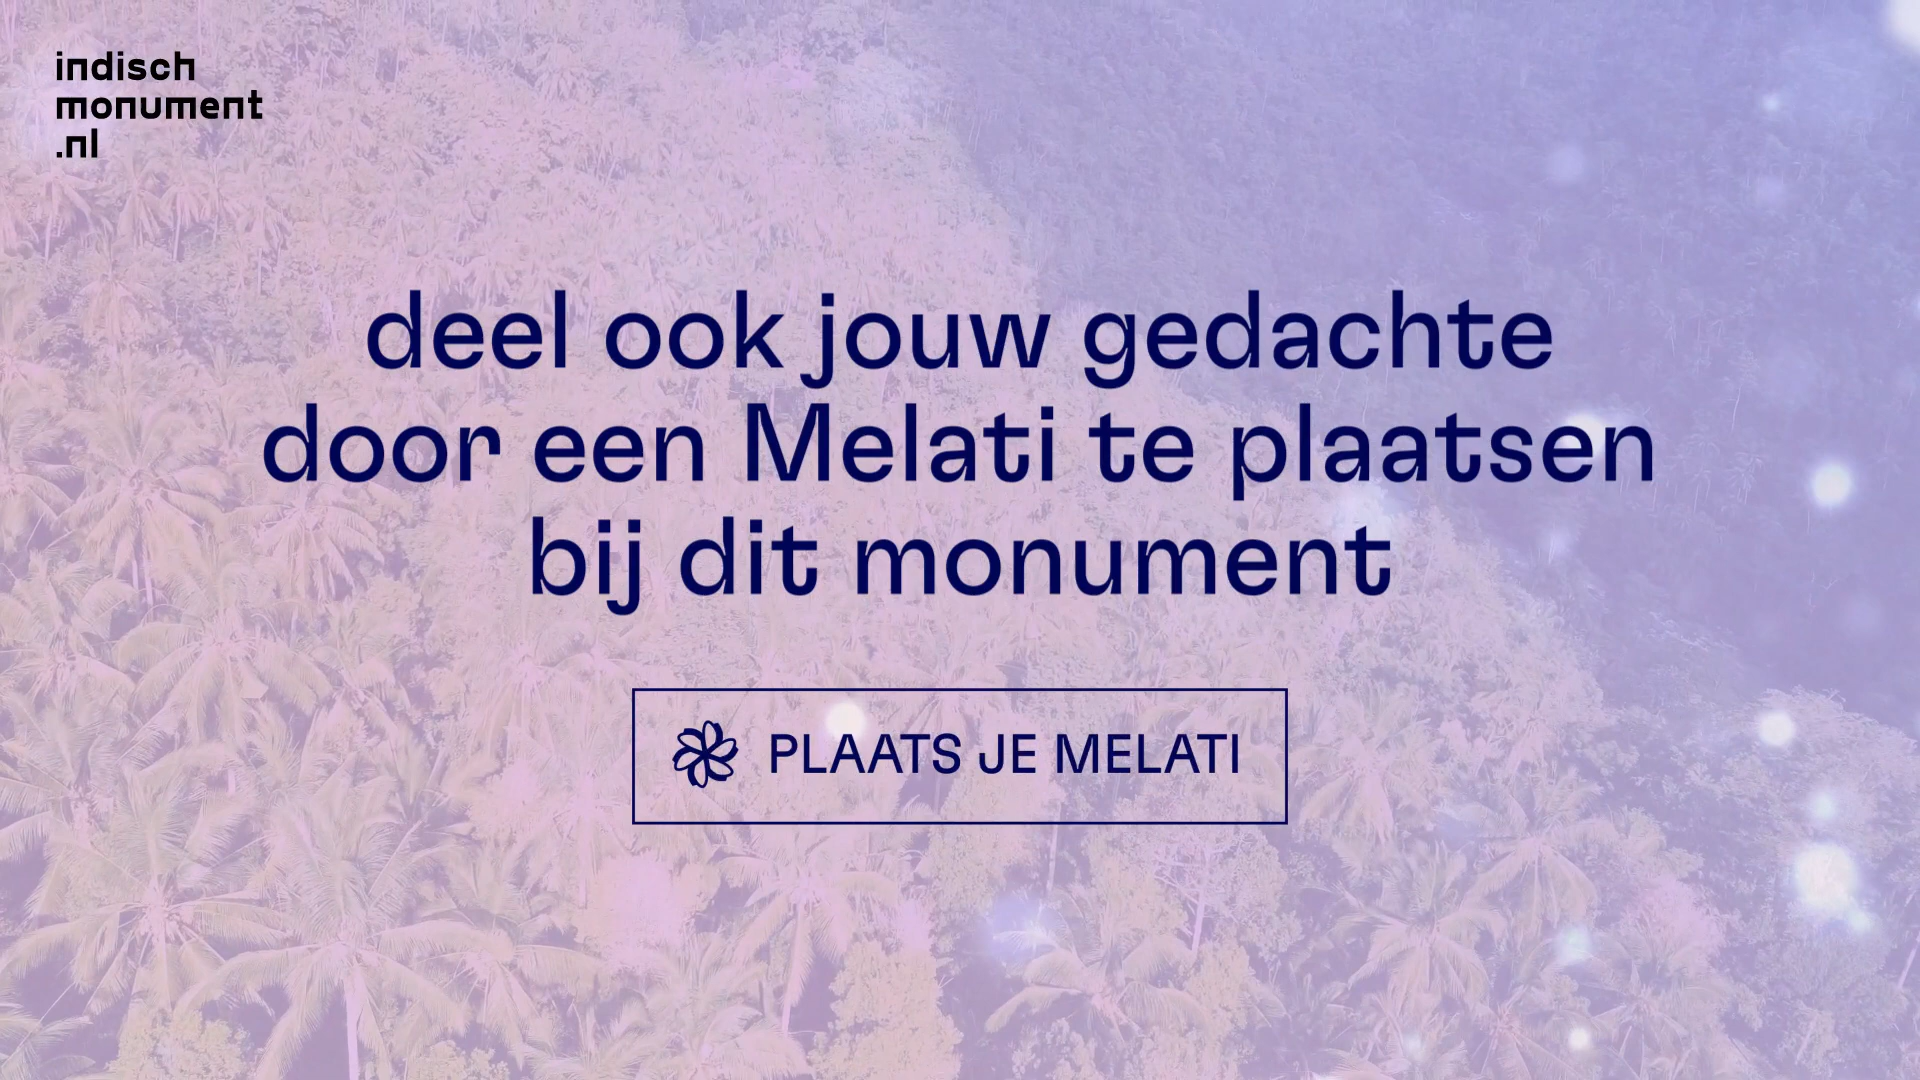 indisch
monument
.nl
deel ook jouw gedachte
door een Melati te plaatsen
bij dit monument
PLAATS JE MELATI